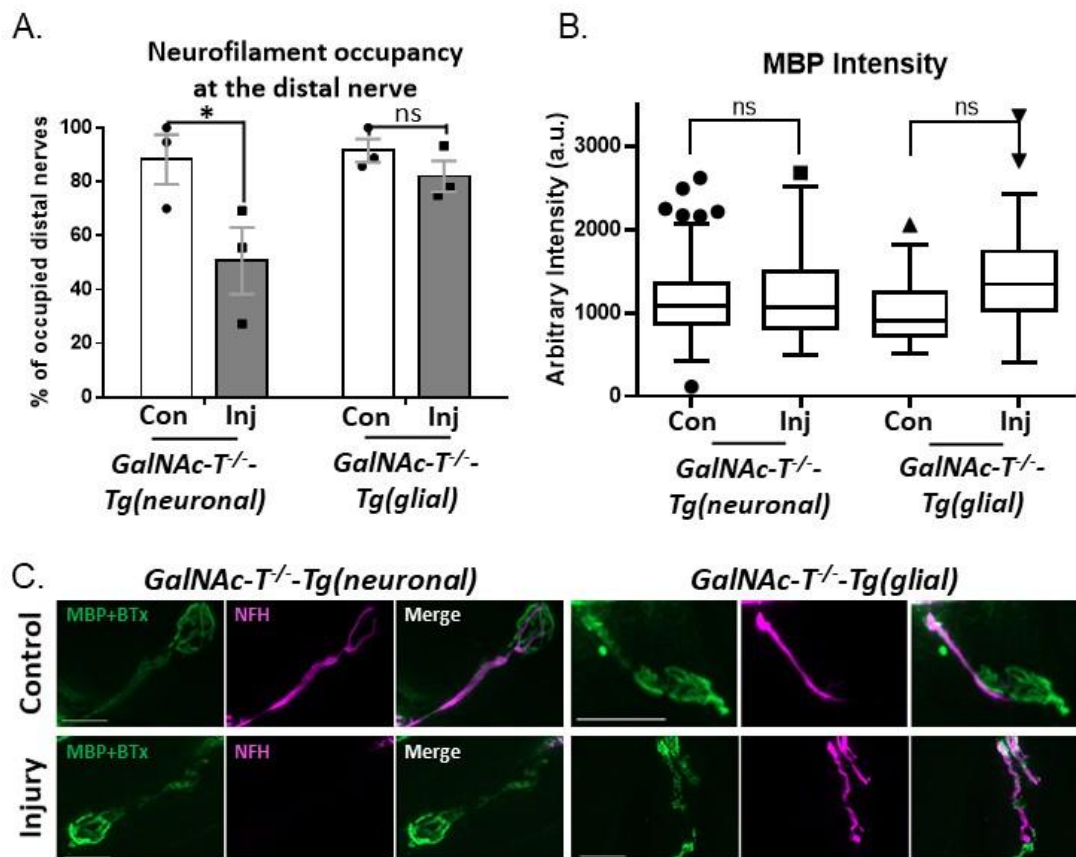 A.
Neurofilament occupancy
at the distal nerve
% of occupied distal nerves
100
80
60
40
20
0
*
ns
Con Inj
Con Inj
GalNAc-T-/--
Tg(neuronal)
GalNAc-T-/--
Tg(glial)
B.
MBP Intensity
Arbitrary Intensity (a.u.)
3000
2000
1000
0
ns
ns
Con Inj
Con Inj
GalNAc-T-/--
Tg(neuronal)
GalNAc-T-/--
Tg(glial)
C.
GalNAc-T-/--Tg(neuronal)
GalNAc-T-/--Tg(glial)
Control
MBP+BTx NFH Merge
Injury
MBP+BTx NFH Merge